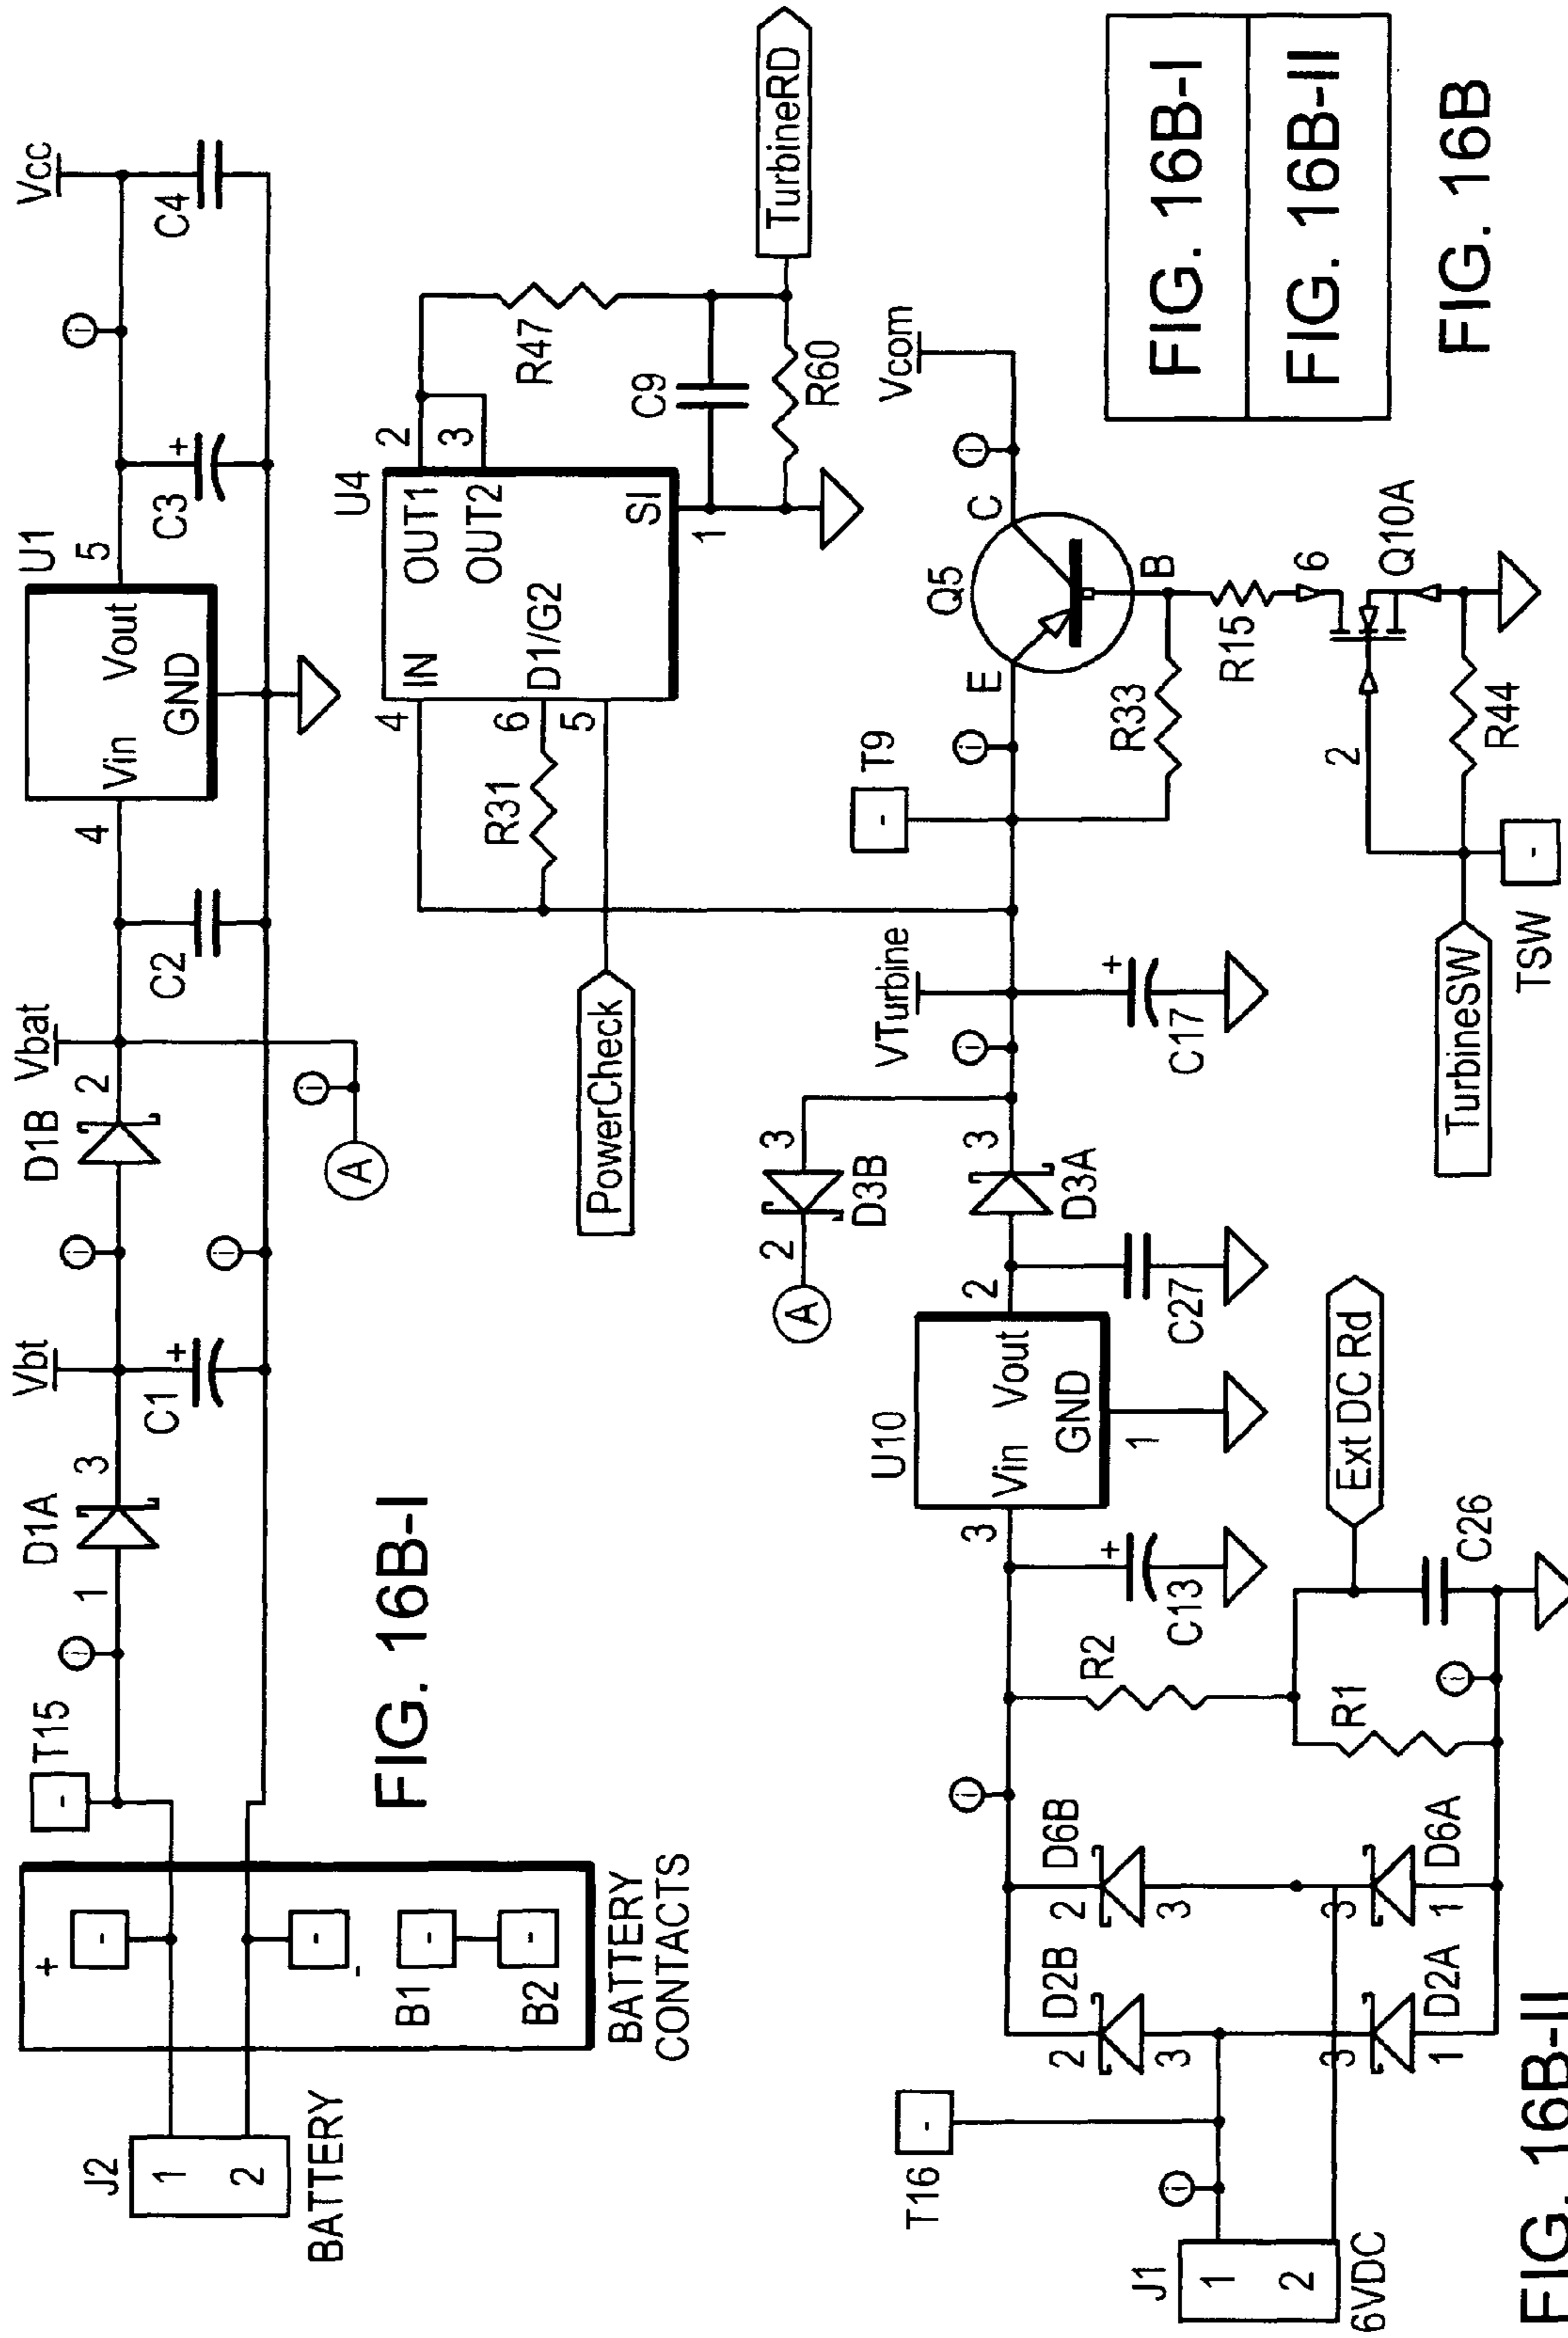 J2
1
2
BATTERY
+
-
-
-
B1
-
B2
-
BATTERY
CONTACTS
T15
-
i
1
D1A
3
Vbt
C1
+
i
i
D1B
2
Vbat
i
A
C2
4
U1
Vin
Vout
GND
5
C3
+
i
Vcc
C4
FIG. 16B-I
PowerCheck
R31
4
6
5
U4
IN
OUT1
OUT2
D1/G2
SI
2
3
1
R47
C9
R60
TurbineRD
J1
1
2
6VDC
T16
-
i
D2B
2
3
D6B
2
3
3
D2A
1
3
D6A
1
i
R2
R1
i
C13
+
Ext DC Rd
C26
3
U10
Vin
Vout
GND
1
2
C27
A
2
D3B
3
D3A
3
i
VTurbine
C17
+
T9
-
i
E
Q5
C
B
i
Vcom
R33
R15
6
Q10A
2
R44
TurbineSW
TSW
-
FIG. 16B-II
FIG. 16B-I
FIG. 16B-II
FIG. 16B